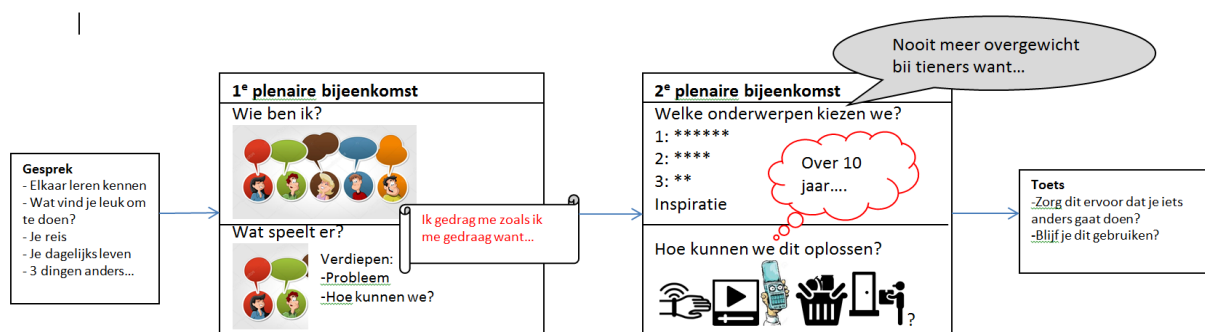 Gesprek
- Elkaar leren kennen
- Wat vind je leuk om
te doen?
- Je reis
- Je dagelijks leven
- 3 dingen anders...
1e plenaire bijeenkomst
Wie ben ik?
Wat speelt er?
Verdiepen:
-Probleem
-Hoe kunnen we?
Ik gedrag me zoals ik
me gedraag want...
2e plenaire bijeenkomst
Welke onderwerpen kiezen we?
1: ******
2: ****
3: **
Inspiratie
Over 10
jaar....
Nooit meer overgewicht
bij tieners want...
Hoe kunnen we dit oplossen?
?
Toets
-Zorg dit ervoor dat je iets
anders gaat doen?
-Blijf je dit gebruiken?